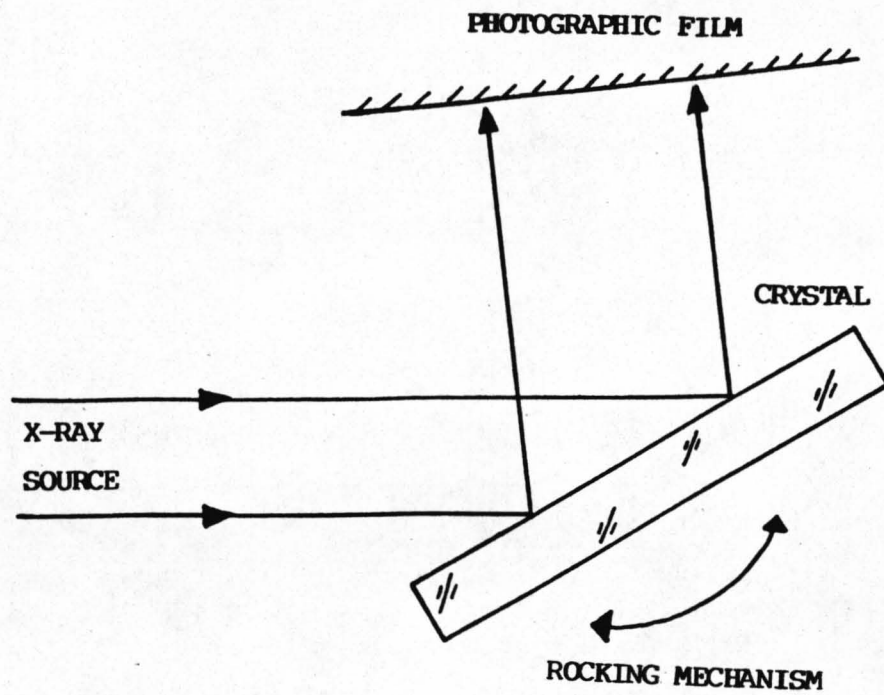 PHOTOGRAPHIC FILM
CRYSTAL
X-RAY
SOURCE
ROCKING MECHANISM